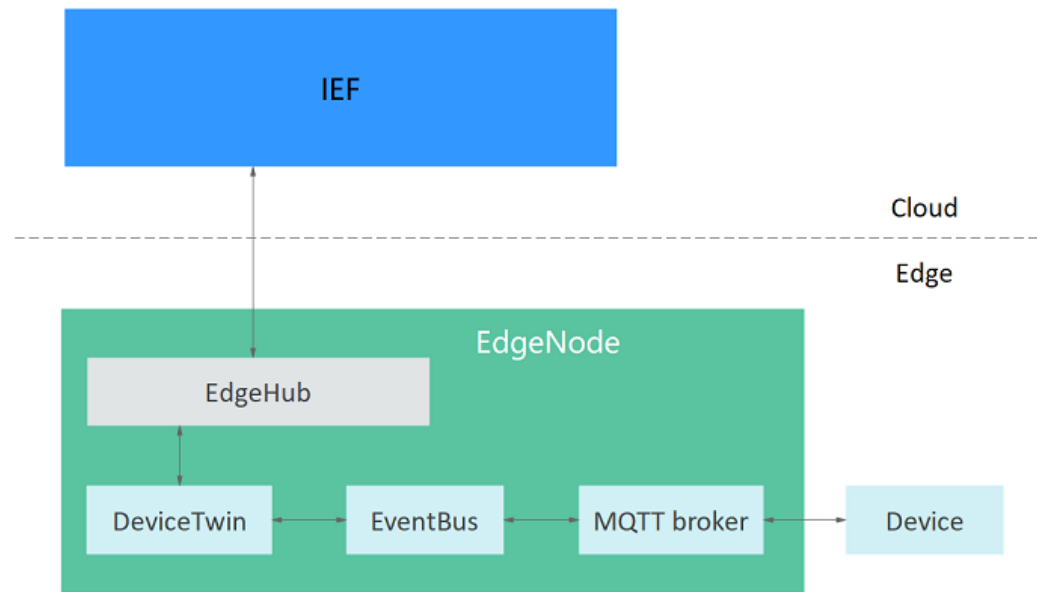 IEF
Cloud
Edge
EdgeNode
EdgeHub
DeviceTwin
EventBus
MQTT broker
Device